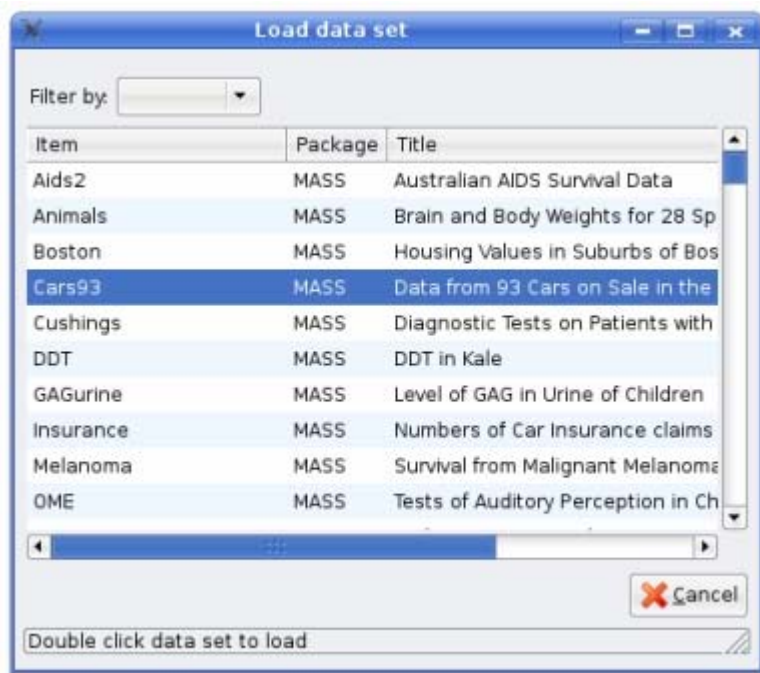 Load data set
Filter by:
Item Package Title
Aids2 MASS Australian AIDS Survival Data
Animals MASS Brain and Body Weights for 28 Sp
Boston MASS Housing Values in Suburbs of Bos
Cars93 MASS Data from 93 Cars on Sale in the
Cushings MASS Diagnostic Tests on Patients with
DDT MASS DDT in Kale
GAGurine MASS Level of GAG in Urine of Children
Insurance MASS Numbers of Car Insurance claims
Melanoma MASS Survival from Malignant Melanoma
OME MASS Tests of Auditory Perception in Ch
Cancel
Double click data set to load